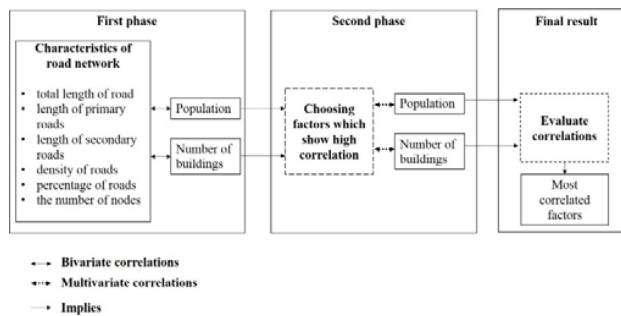 First phase
Characteristics of
road network
• total length of road
• length of primary
roads
• length of secondary
roads
• density of roads
• percentage of roads
• the number of nodes
Population
Number of
buildings
Second phase
Choosing
factors which
show high
correlation
Population
Number of
buildings
Final result
Evaluate
correlations
Most
correlated
factors
Bivariate correlations
Multivariate correlations
Implies